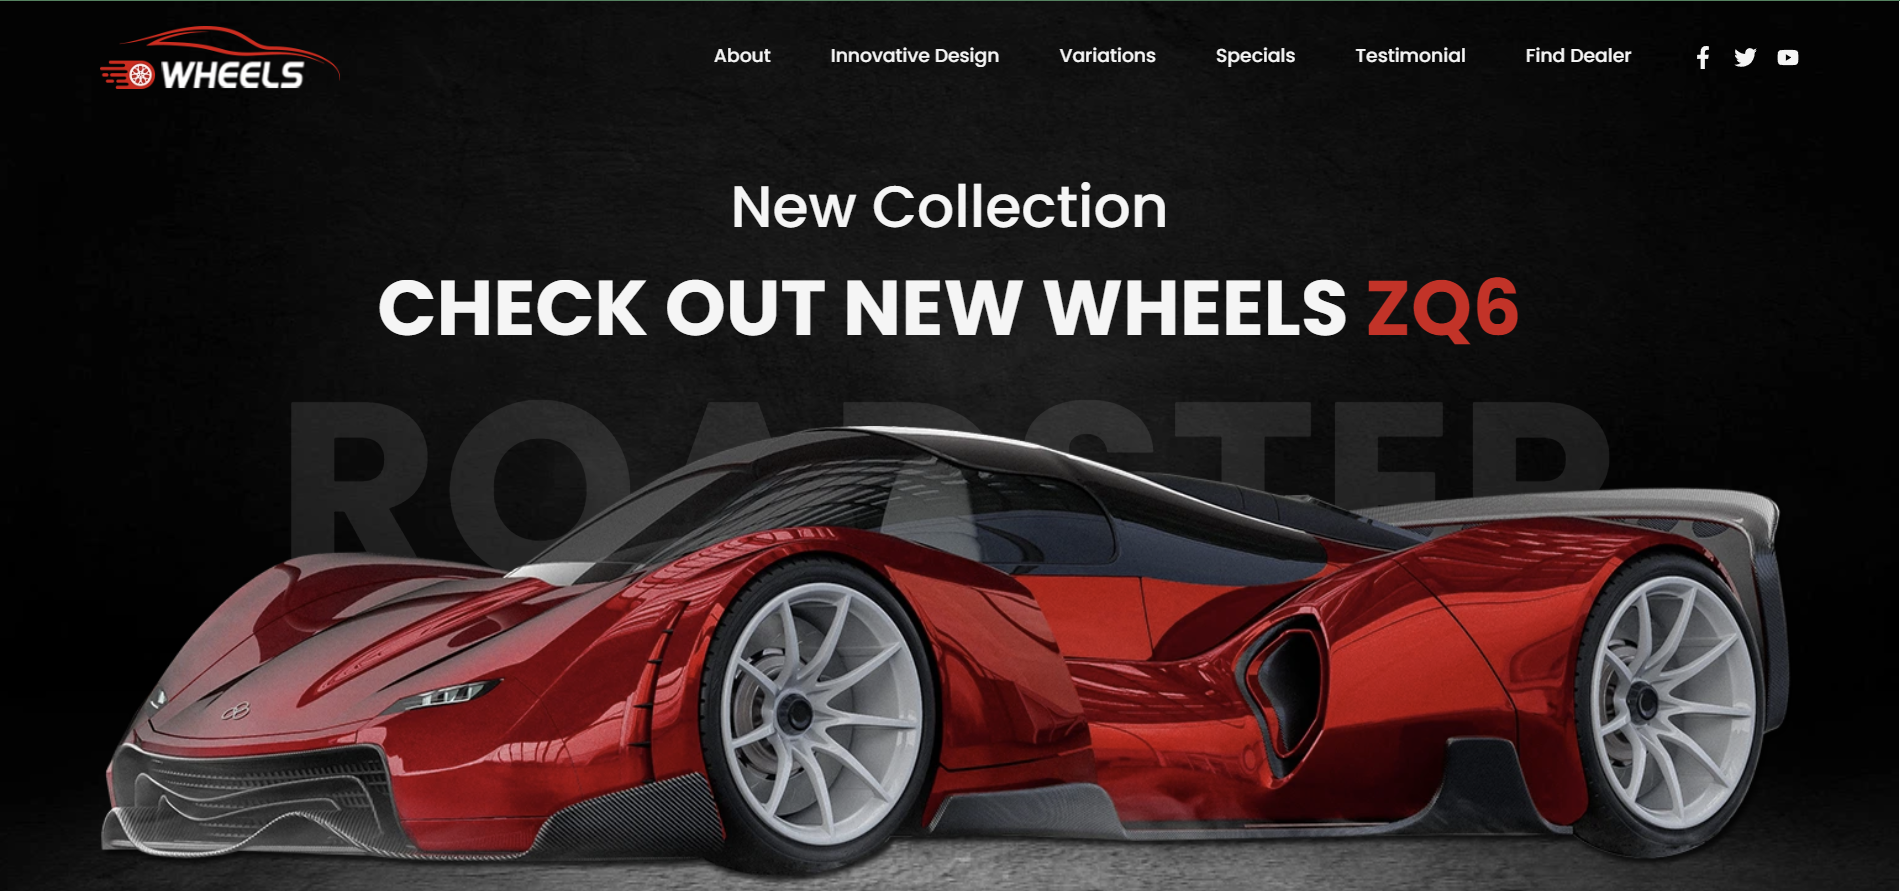 WHEELS
About Innovative Design Variations Specials Testimonial Find Dealer
New Collection
CHECK OUT NEW WHEELS ZQ6
ROADSTER